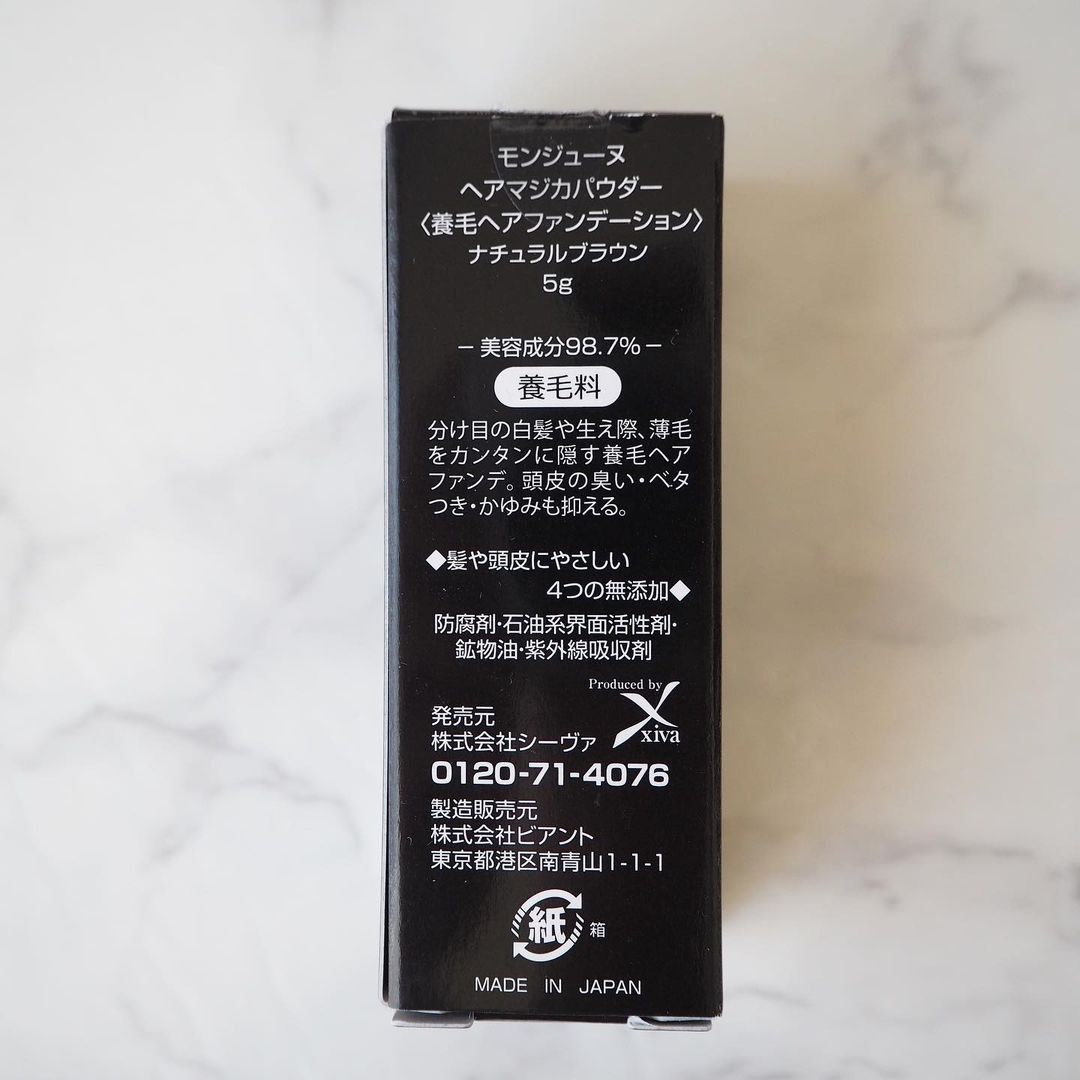 モンジューヌ
ヘアマジカパウダー
〈養毛ヘアファンデーション〉
ナチュラルブラウン
5g
−美容成分98.7%−
養毛料
分け目の白髪や生え際、薄毛
をカンタンに隠す養毛ヘア
ファンデ。頭皮の臭い・ベタ
つき・かゆみも抑える。
◆髪や頭皮にやさしい
4つの無添加◆
防腐剤・石油系界面活性剤・
鉱物油・紫外線吸収剤
Produced by
xiva
発売元
株式会社シーヴァ
0120-71-4076
製造販売元
株式会社ビアント
東京都港区南青山1-1-1
紙 箱
MADE IN JAPAN